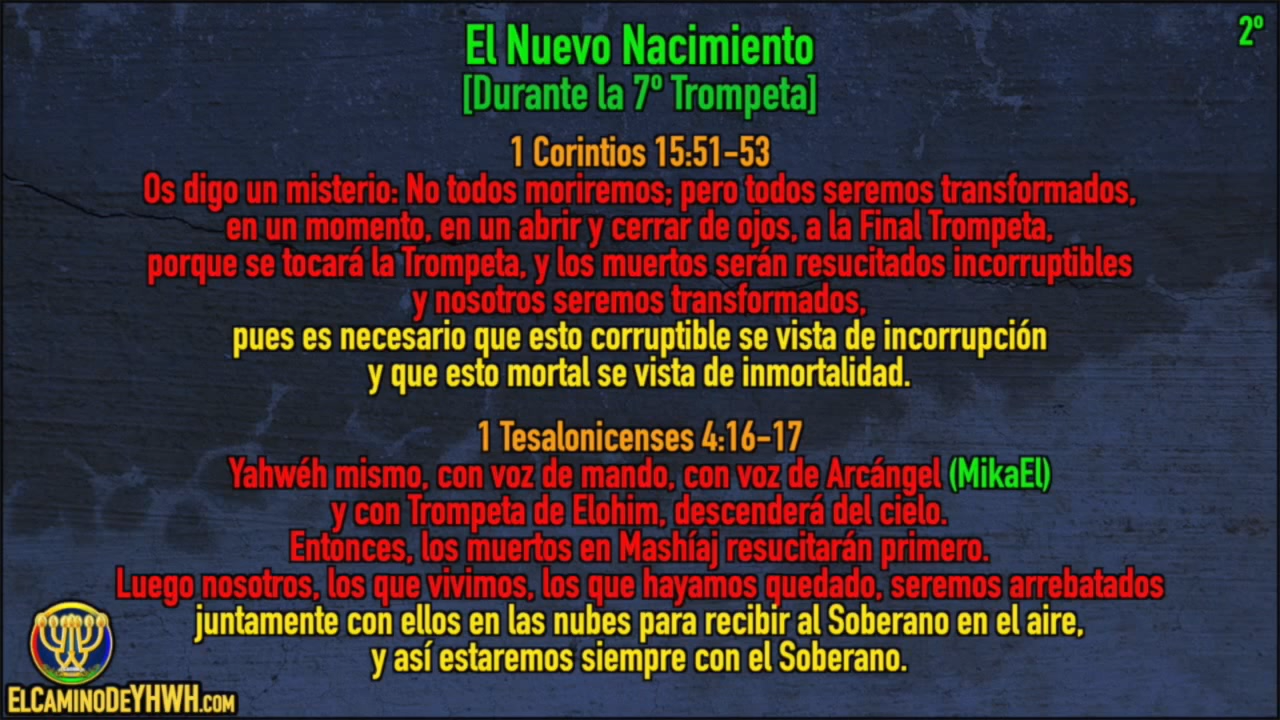 2º
El Nuevo Nacimiento
[Durante la 7º Trompeta]
1 Corintios 15:51-53
Os digo un misterio: No todos moriremos; pero todos seremos transformados,
en un momento, en un abrir y cerrar de ojos, a la Final Trompeta,
porque se tocará la Trompeta, y los muertos serán resucitados incorruptibles
y nosotros seremos transformados,
pues es necesario que esto corruptible se vista de incorrupción
y que esto mortal se vista de inmortalidad.
1 Tesalonicenses 4:16-17
Yahwéh mismo, con voz de mando, con voz de Arcángel (MikaEl)
y con Trompeta de Elohim, descenderá del cielo.
Entonces, los muertos en Mashíaj resucitarán primero.
Luego nosotros, los que vivimos, los que hayamos quedado, seremos arrebatados
juntamente con ellos en las nubes para recibir al Soberano en el aire,
y así estaremos siempre con el Soberano.
ELCAMINODEYHWH.COM